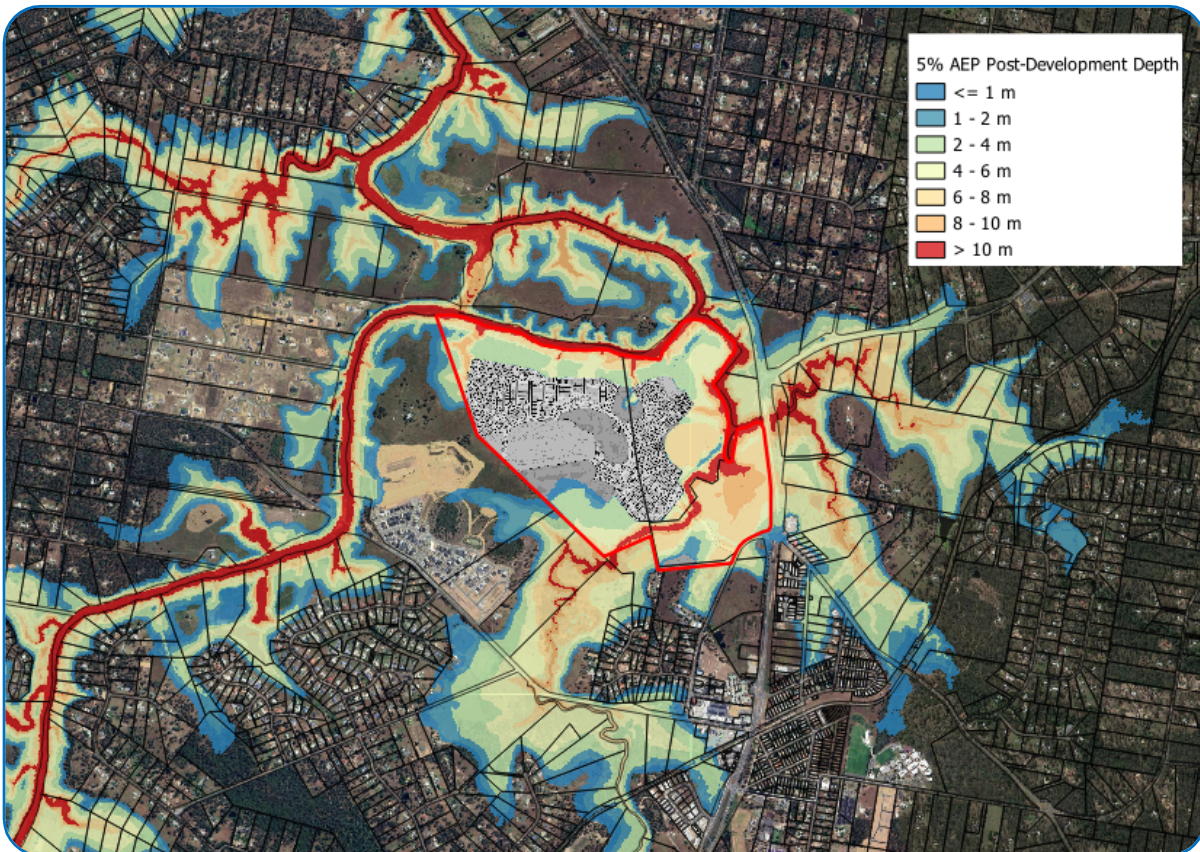 5% AEP Post-Development Depth
<= 1 m
1 - 2 m
2 - 4 m
4 - 6 m
6 - 8 m
8 - 10 m
> 10 m